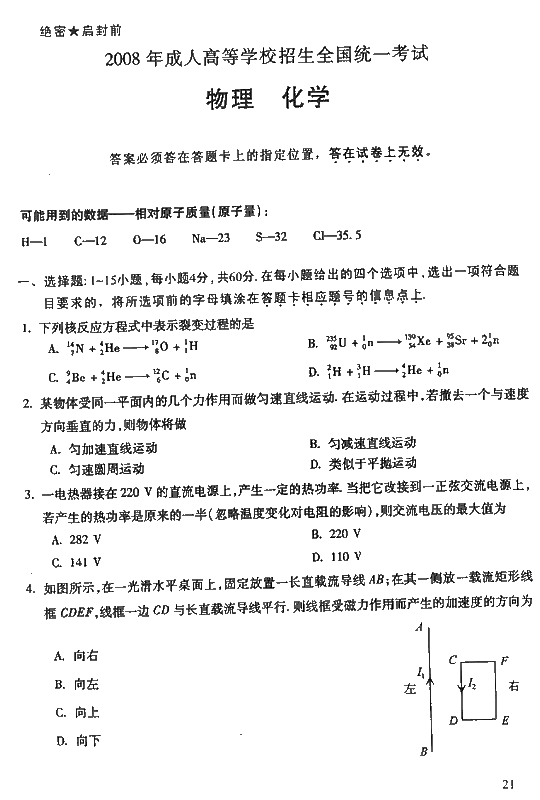 绝密★启封前
2008 年成人高等学校招生全国统一考试
物理 化学
答案必须答在答题卡上的指定位置，答在试卷上无效。
可能用到的数据——相对原子质量(原子量)：
H—1 C—12 O—16 Na—23 S—32 Cl—35.5
一、选择题: 1~15小题,每小题4分,共60分.在每小题给出的四个选项中,选出一项符合题
目要求的，将所选项前的字母填涂在答题卡相应题号的信息点上.
1. 下列核反应方程式中表示裂变过程的是
A. ¹⁴₇N + ⁴₂He → ¹⁷₈O + ¹₁H B. ²³⁵₉₂U + ¹₀n → ¹³⁹₅₄Xe + ⁹⁵₃₈Sr + 2¹₀n
C. ⁹₄Be + ⁴₂He → ¹²₆C + ¹₀n D. ²₁H + ³₁H → ⁴₂He + ¹₀n
2. 某物体受同一平面内的几个力作用而做匀速直线运动.在运动过程中,若撤去一个与速度
方向垂直的力,则物体将做
A. 匀加速直线运动 B. 匀减速直线运动
C. 匀速圆周运动 D. 类似于平抛运动
3. 一电热器接在 220 V 的直流电源上,产生一定的热功率.当把它改接到一正弦交流电源上,
若产生的热功率是原来的一半(忽略温度变化对电阻的影响),则交流电压的最大值为
A. 282 V B. 220 V
C. 141 V D. 110 V
4. 如图所示,在一光滑水平桌面上,固定放置一长直载流导线 AB;在其一侧放一载流矩形线
框 CDEF,线框一边 CD 与长直载流导线平行.则线框受磁力作用而产生的加速度的方向为
A. 向右
B. 向左
C. 向上
D. 向下
A
C F
I₁ I₂
左 右
D E
B
21